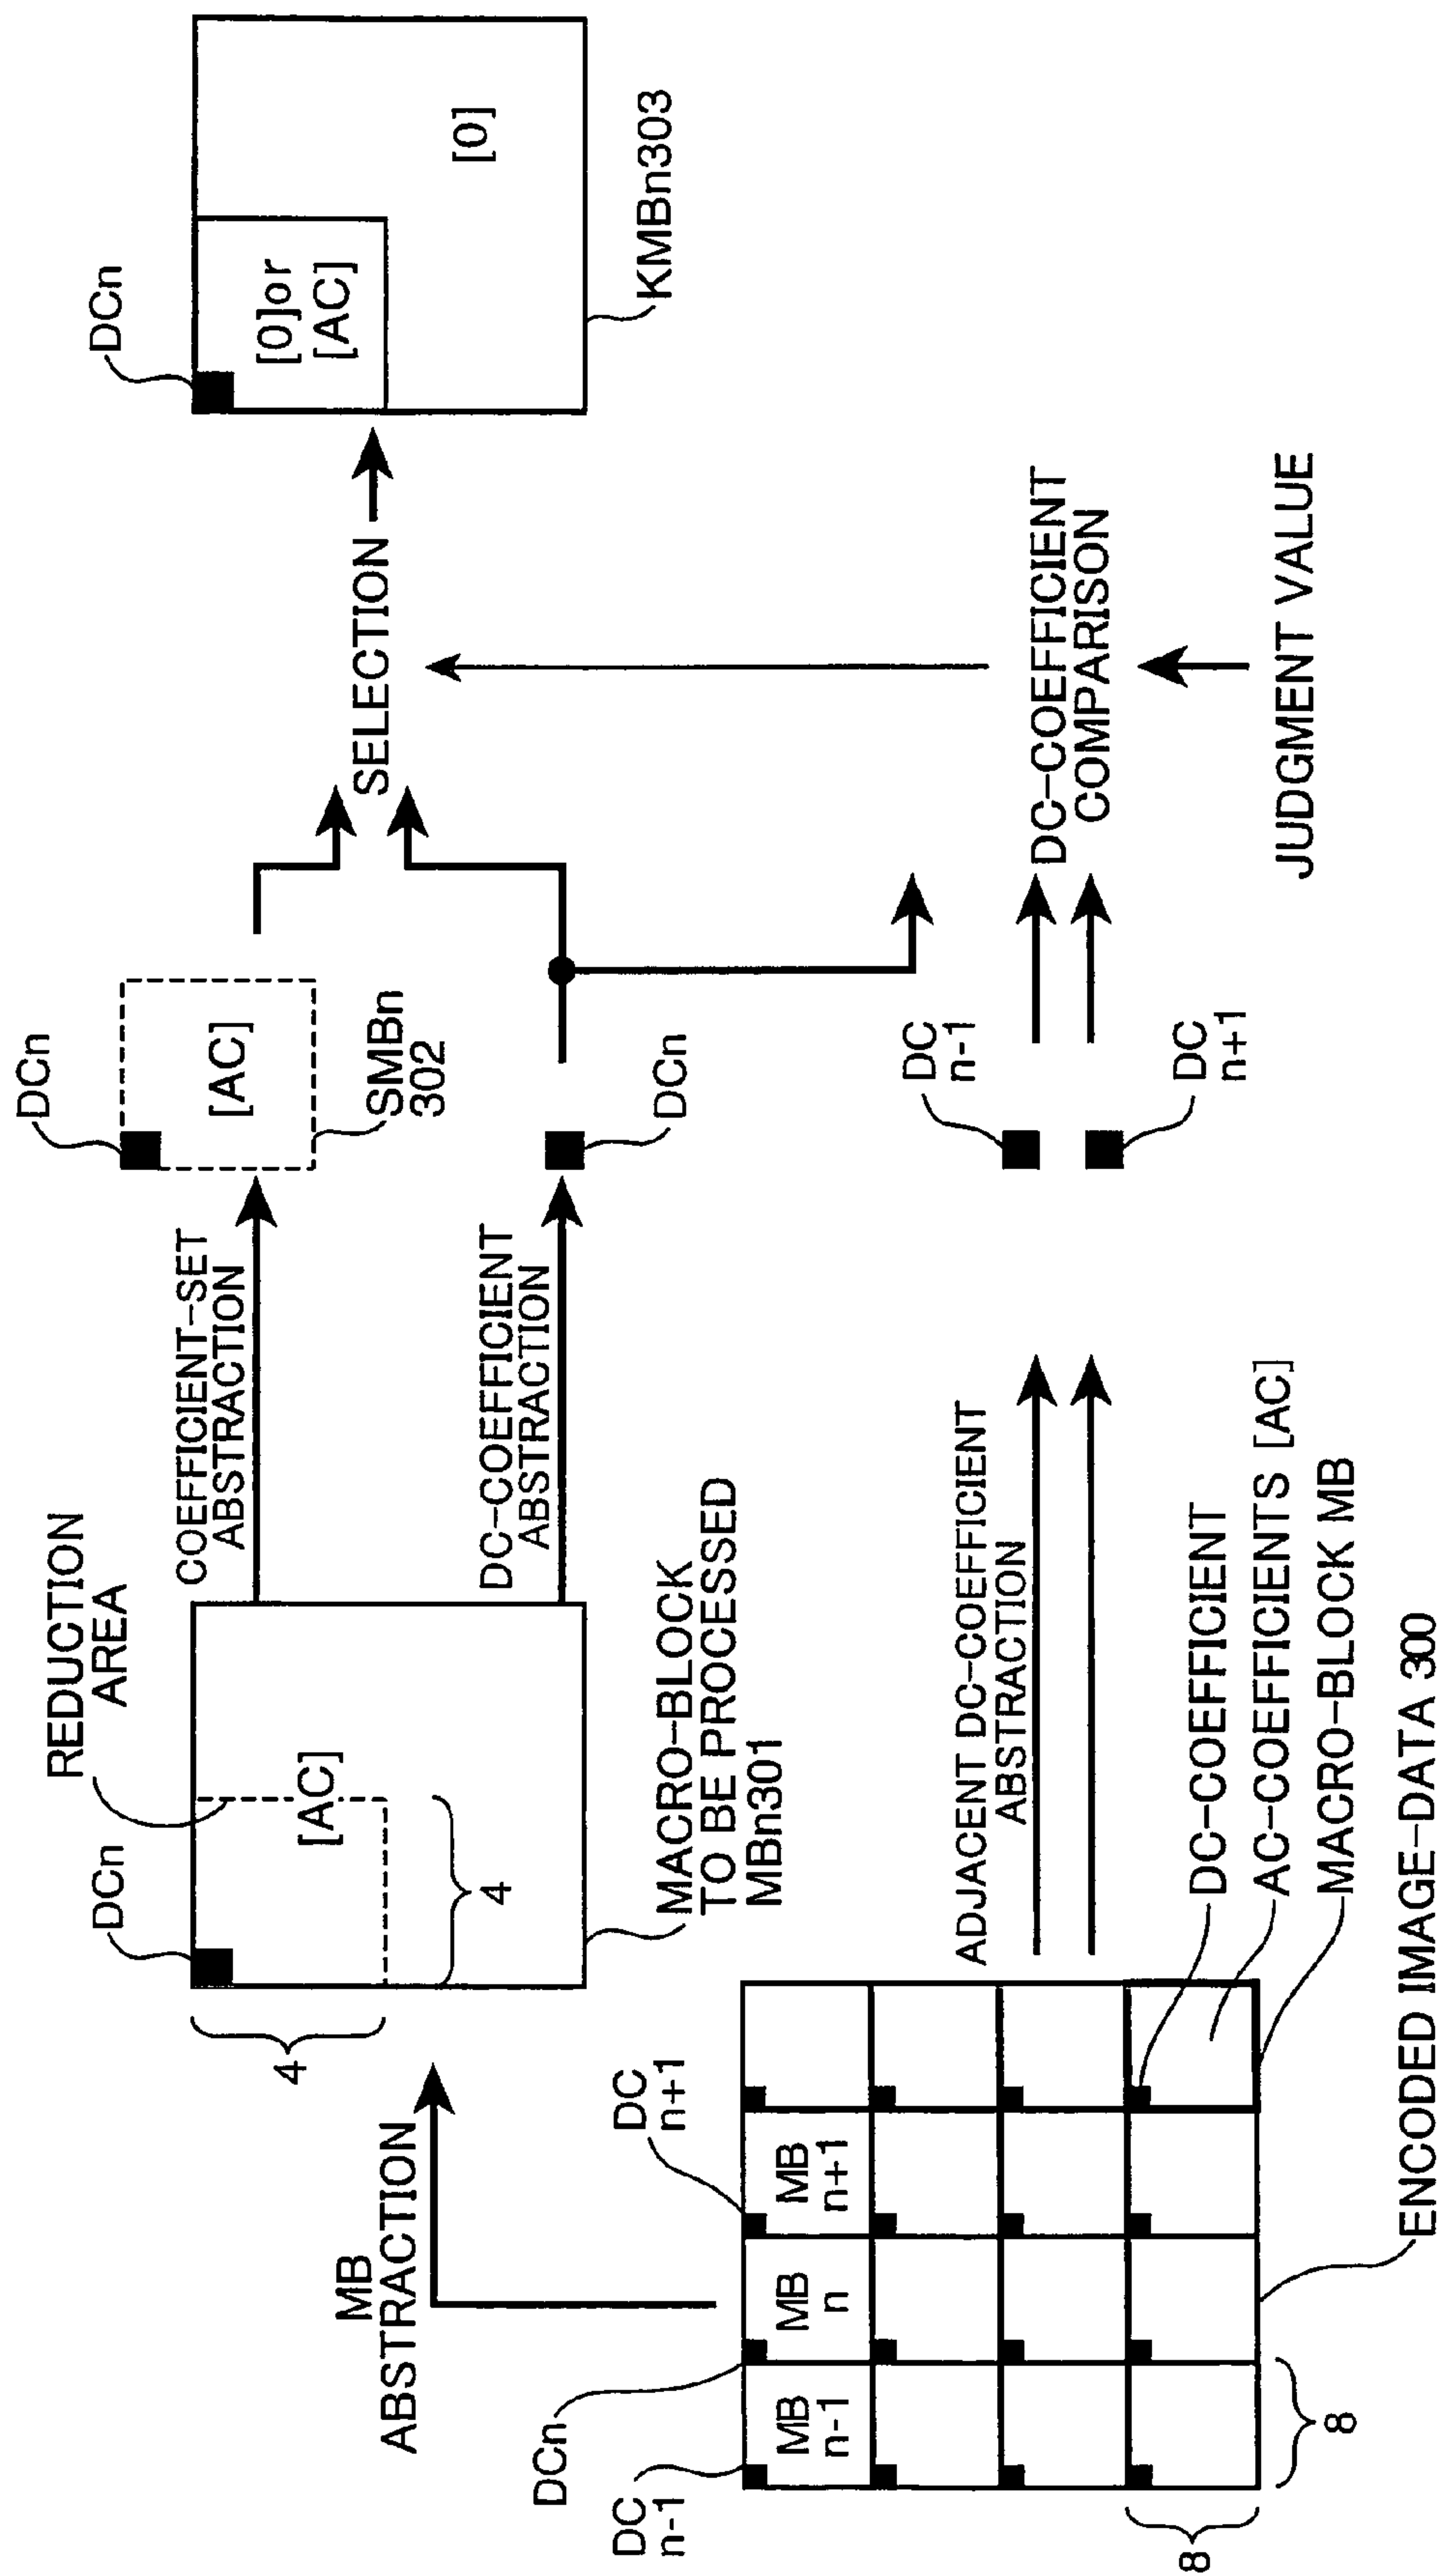 DCn
REDUCTION
AREA
[AC]
4
4
MACRO-BLOCK
TO BE PROCESSED
MBn301
COEFFICIENT-SET
ABSTRACTION
DC-COEFFICIENT
ABSTRACTION
DCn
[AC]
SMBn
302
DCn
SELECTION
DCn
[0]or
[AC]
[0]
KMBn303
MB
ABSTRACTION
DC
n-1
DCn
DC
n+1
MB
n-1
MB
n
MB
n+1
8
8
ADJACENT DC-COEFFICIENT
ABSTRACTION
DC
n-1
DC
n+1
DC-COEFFICIENT
COMPARISON
JUDGMENT VALUE
DC-COEFFICIENT
AC-COEFFICIENTS [AC]
MACRO-BLOCK MB
ENCODED IMAGE-DATA 300